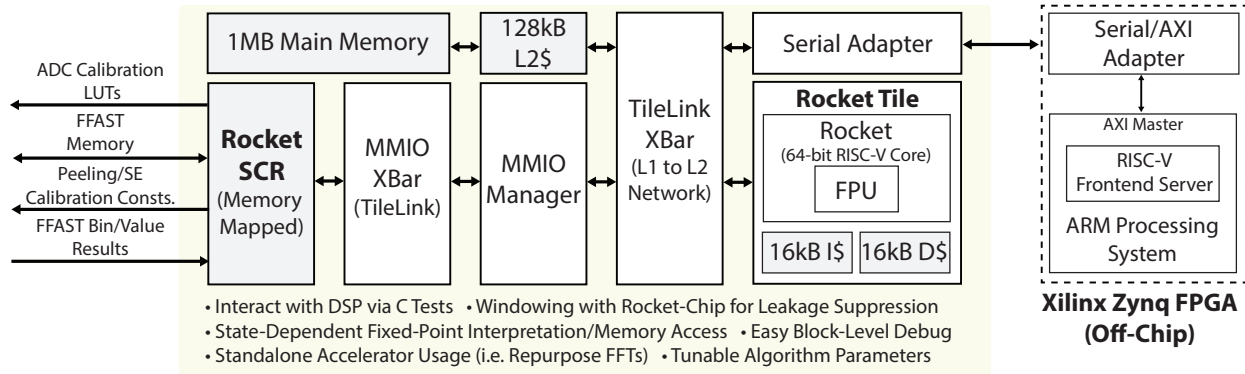 ADC Calibration
LUTs
FFAST
Memory
Peeling/SE
Calibration Consts.
FFAST Bin/Value
Results
1MB Main Memory
128kB
L2$
Rocket
SCR
(Memory
Mapped)
MMIO
XBar
(TileLink)
MMIO
Manager
TileLink
XBar
(L1 to L2
Network)
Serial Adapter
Rocket Tile
Rocket
(64-bit RISC-V Core)
FPU
16kB I$
16kB D$
Serial/AXI
Adapter
AXI Master
RISC-V
Frontend Server
ARM Processing
System
Xilinx Zynq FPGA
(Off-Chip)
• Interact with DSP via C Tests • Windowing with Rocket-Chip for Leakage Suppression
• State-Dependent Fixed-Point Interpretation/Memory Access • Easy Block-Level Debug
• Standalone Accelerator Usage (i.e. Repurpose FFTs) • Tunable Algorithm Parameters